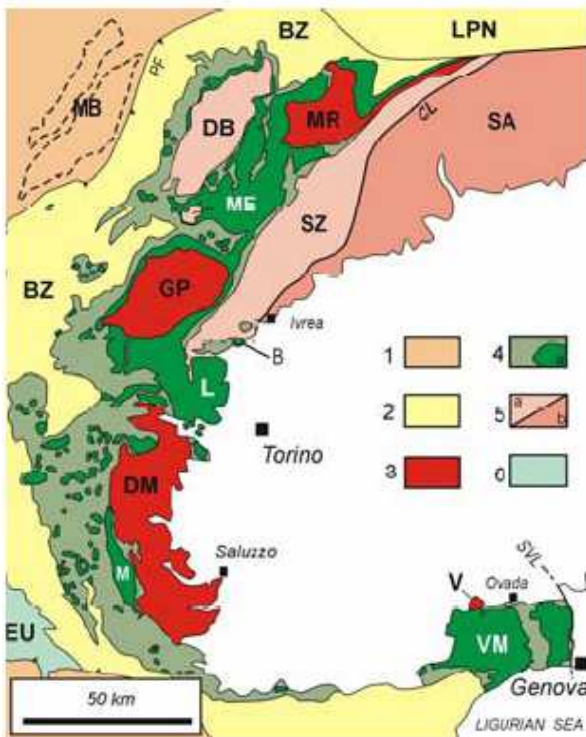 BZ
LPN
PF
MB
DB
MR
CL
SA
ME
SZ
BZ
GP
Ivrea
B
1
4
L
2
5
a
b
Torino
3
6
DM
Saluzzo
M
SVL
V
Ovada
EU
VM
50 km
Genova
LIGURIAN SEA